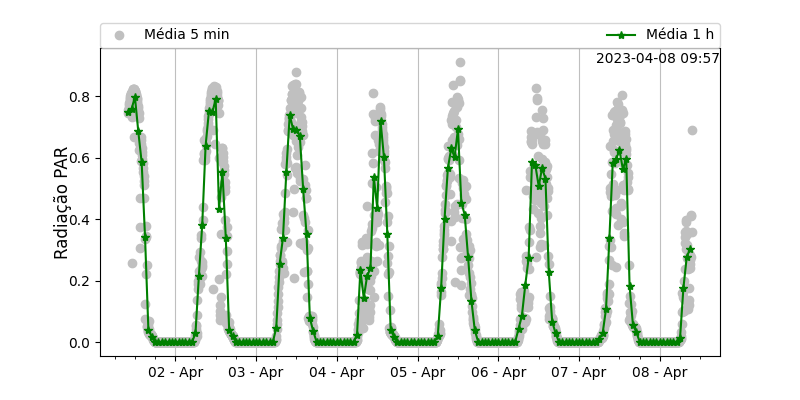 Média 5 min
Média 1 h
2023-04-08 09:57
Radiação PAR
0.8
0.6
0.4
0.2
0.0
02 - Apr
03 - Apr
04 - Apr
05 - Apr
06 - Apr
07 - Apr
08 - Apr